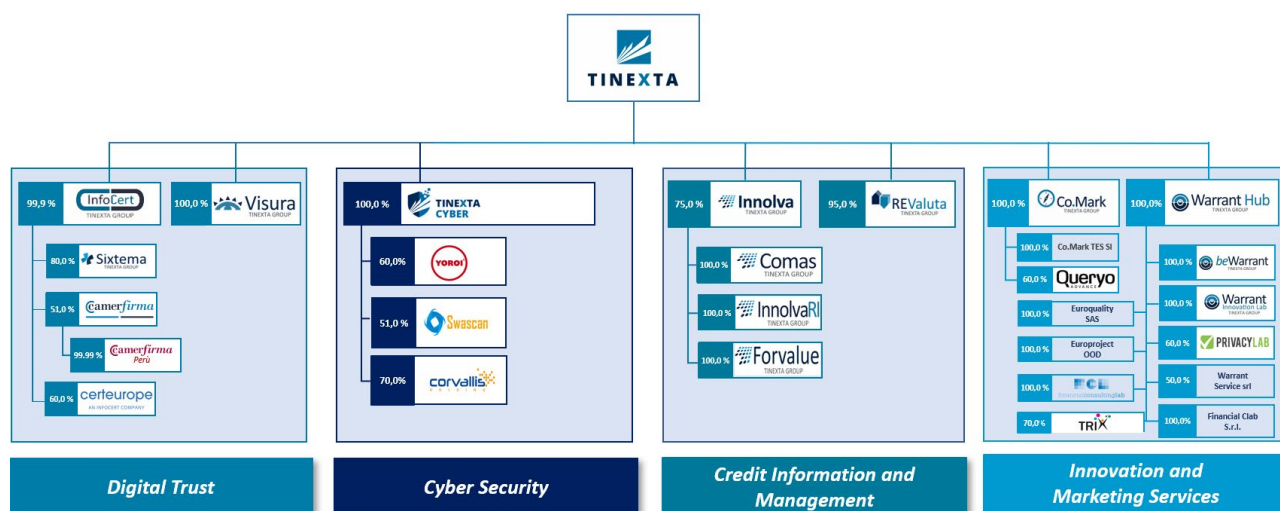 TINEXTA
99,9 %
InfoCert
TINEXTA GROUP
100,0 %
Visura
TINEXTA GROUP
80,0 %
Sixtema
TINEXTA GROUP
51,0 %
Camerfirma
99.99 %
Camerfirma
Perù
60,0 %
certeurope
AN INFOCERT COMPANY
100,0 %
TINEXTA
CYBER
60,0%
YOROI
51,0 %
Swascan
70,0%
corvallis
75,0 %
Innolva
TINEXTA GROUP
95,0 %
REValuta
TINEXTA GROUP
100,0 %
Comas
TINEXTA GROUP
100,0 %
InnolvaRI
TINEXTA GROUP
100,0 %
Forvalue
TINEXTA GROUP
100,0 %
Co.Mark
TINEXTA GROUP
100,0%
Warrant Hub
TINEXTA GROUP
100,0 %
Co.Mark TES Sl
60,0 %
Queryo
ADVANCE
100,0 %
Euroquality
SAS
100,0 %
Europroject
OOD
100,0 %
70,0%
TRIX
100,0 %
beWarrant
TINEXTA GROUP
100,0 %
Warrant
Innovation Lab
TINEXTA GROUP
60,0 %
PRIVACYLAB
50,0 %
Warrant
Service srl
100,0%
Financial Clab
S.r.l.
Digital Trust
Cyber Security
Credit Information and
Management
Innovation and
Marketing Services